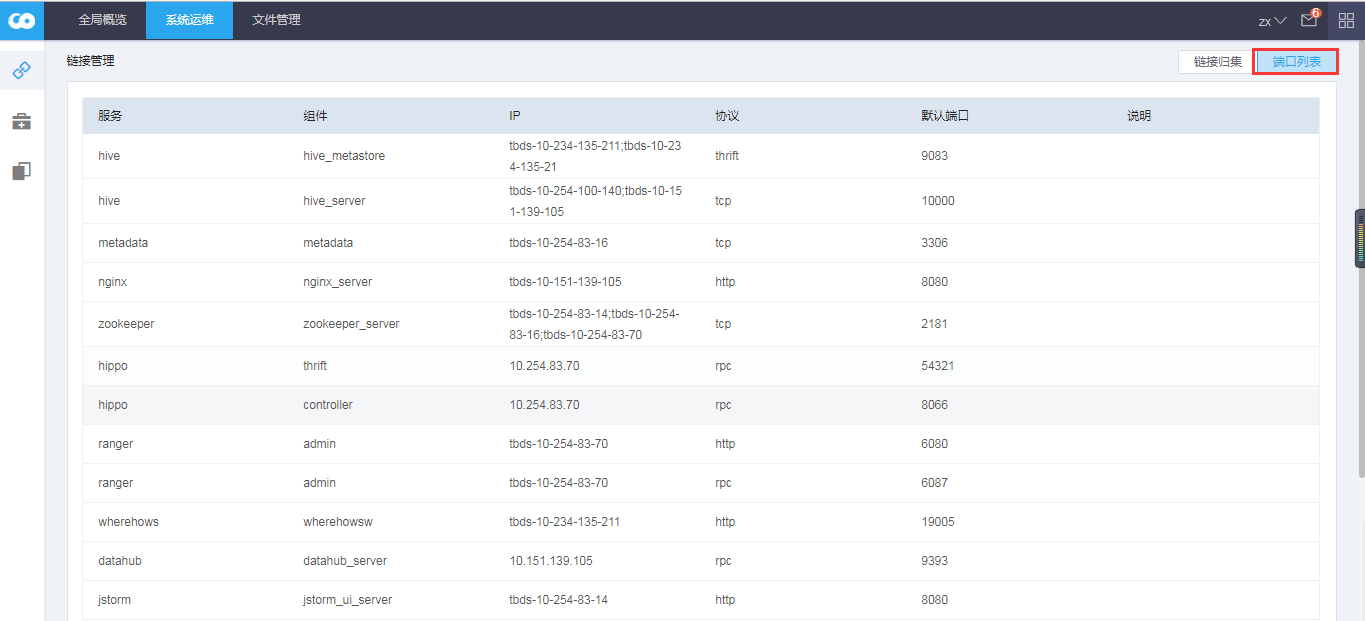 全局概览 系统运维 文件管理 zx 6
链接管理 链接归集 端口列表
服务 组件 IP 协议 默认端口 说明
hive hive_metastore tbds-10-234-135-211;tbds-10-23 thrift 9083
4-135-21
hive hive_server tbds-10-254-100-140;tbds-10-15 tcp 10000
1-139-105
metadata metadata tbds-10-254-83-16 tcp 3306
nginx nginx_server tbds-10-151-139-105 http 8080
zookeeper zookeeper_server tbds-10-254-83-14;tbds-10-254- tcp 2181
83-16;tbds-10-254-83-70
hippo thrift 10.254.83.70 rpc 54321
hippo controller 10.254.83.70 rpc 8066
ranger admin tbds-10-254-83-70 http 6080
ranger admin tbds-10-254-83-70 rpc 6087
wherehows wherehowsw tbds-10-234-135-211 http 19005
datahub datahub_server 10.151.139.105 rpc 9393
jstorm jstorm_ui_server tbds-10-254-83-14 http 8080